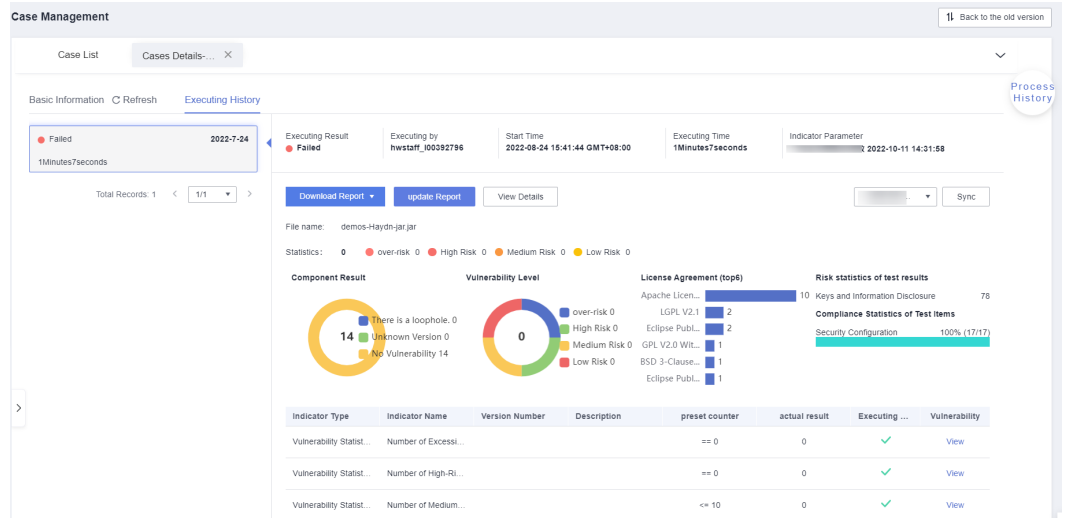 Case Management
Back to the old version
Case List
Cases Details-... ×
Process
History
Basic Information Refresh Executing History
Failed 2022-7-24
1Minutes7seconds
Total Records: 1 < 1/1 >
Executing Result Executing by Start Time Executing Time Indicator Parameter
Failed hwstaff_l00392796 2022-08-24 15:41:44 GMT+08:00 1Minutes7seconds 2022-10-11 14:31:58
Download Report update Report View Details Sync
File name: demos-Haydn-jar.jar
Statistics: 0 over-risk 0 High Risk 0 Medium Risk 0 Low Risk 0
Component Result
14
There is a loophole. 0
Unknown Version 0
No Vulnerability 14
Vulnerability Level
0
over-risk 0
High Risk 0
Medium Risk 0
Low Risk 0
License Agreement (top6)
Apache Licen... 10
LGPL V2.1 2
Eclipse Publ... 2
GPL V2.0 Wit... 1
BSD 3-Clause... 1
Eclipse Publ... 1
Risk statistics of test results
Keys and Information Disclosure 78
Compliance Statistics of Test Items
Security Configuration 100% (17/17)
Indicator Type Indicator Name Version Number Description preset counter actual result Executing ... Vulnerability
Vulnerability Statist... Number of Excessi... == 0 0 View
Vulnerability Statist... Number of High-Ri... == 0 0 View
Vulnerability Statist... Number of Medium... <= 10 0 View